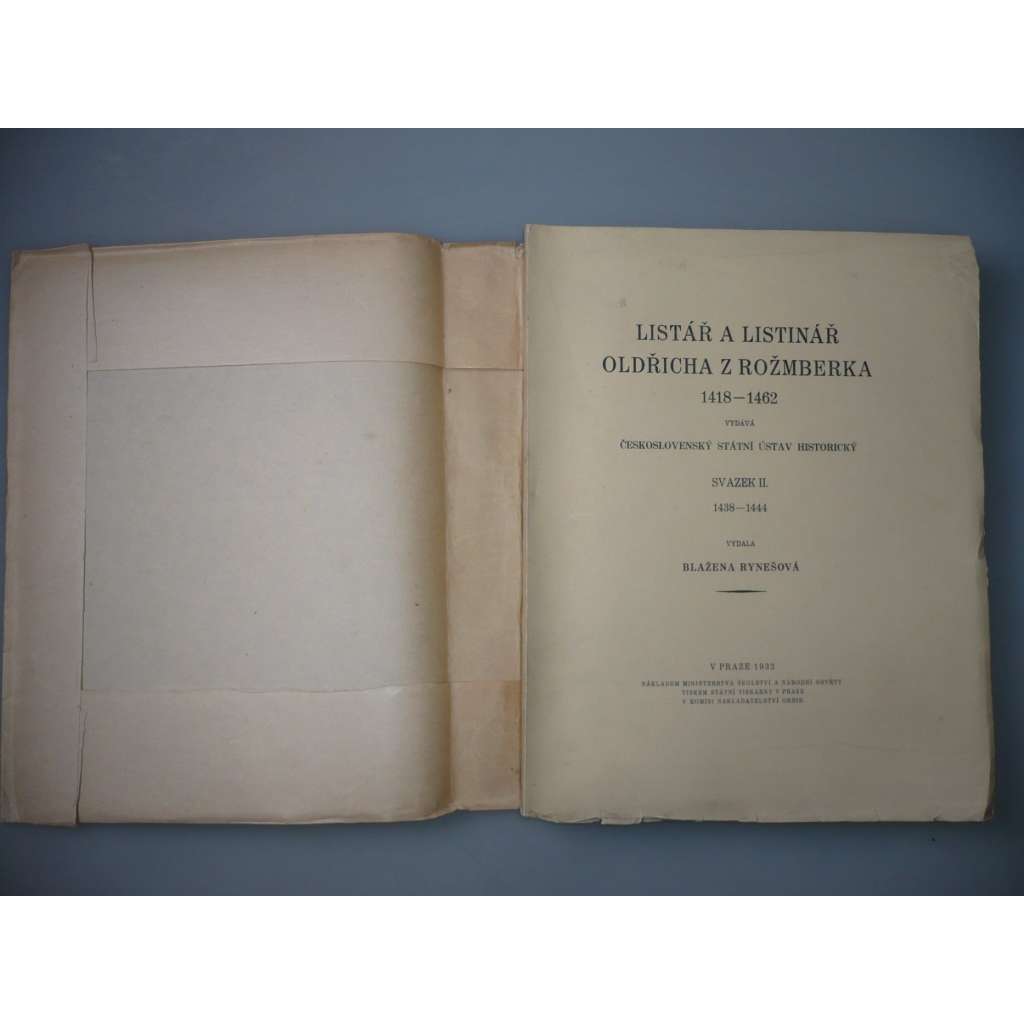 LISTÁŘ A LISTINÁŘ
OLDŘICHA Z ROŽMBERKA
1418—1462
VYDÁVÁ
ČESKOSLOVENSKÝ STÁTNÍ ÚSTAV HISTORICKÝ
SVAZEK II.
1438—1444
VYDALA
BLAŽENA RYNEŠOVÁ
V PRAZE 1932
NÁKLADEM MINISTERSTVA ŠKOLSTVÍ A NÁRODNÍ OSVĚTY
TISKEM STÁTNÍ TISKÁRNY V PRAZE
V KOMISI NAKLADATELSTVÍ ORBIS.